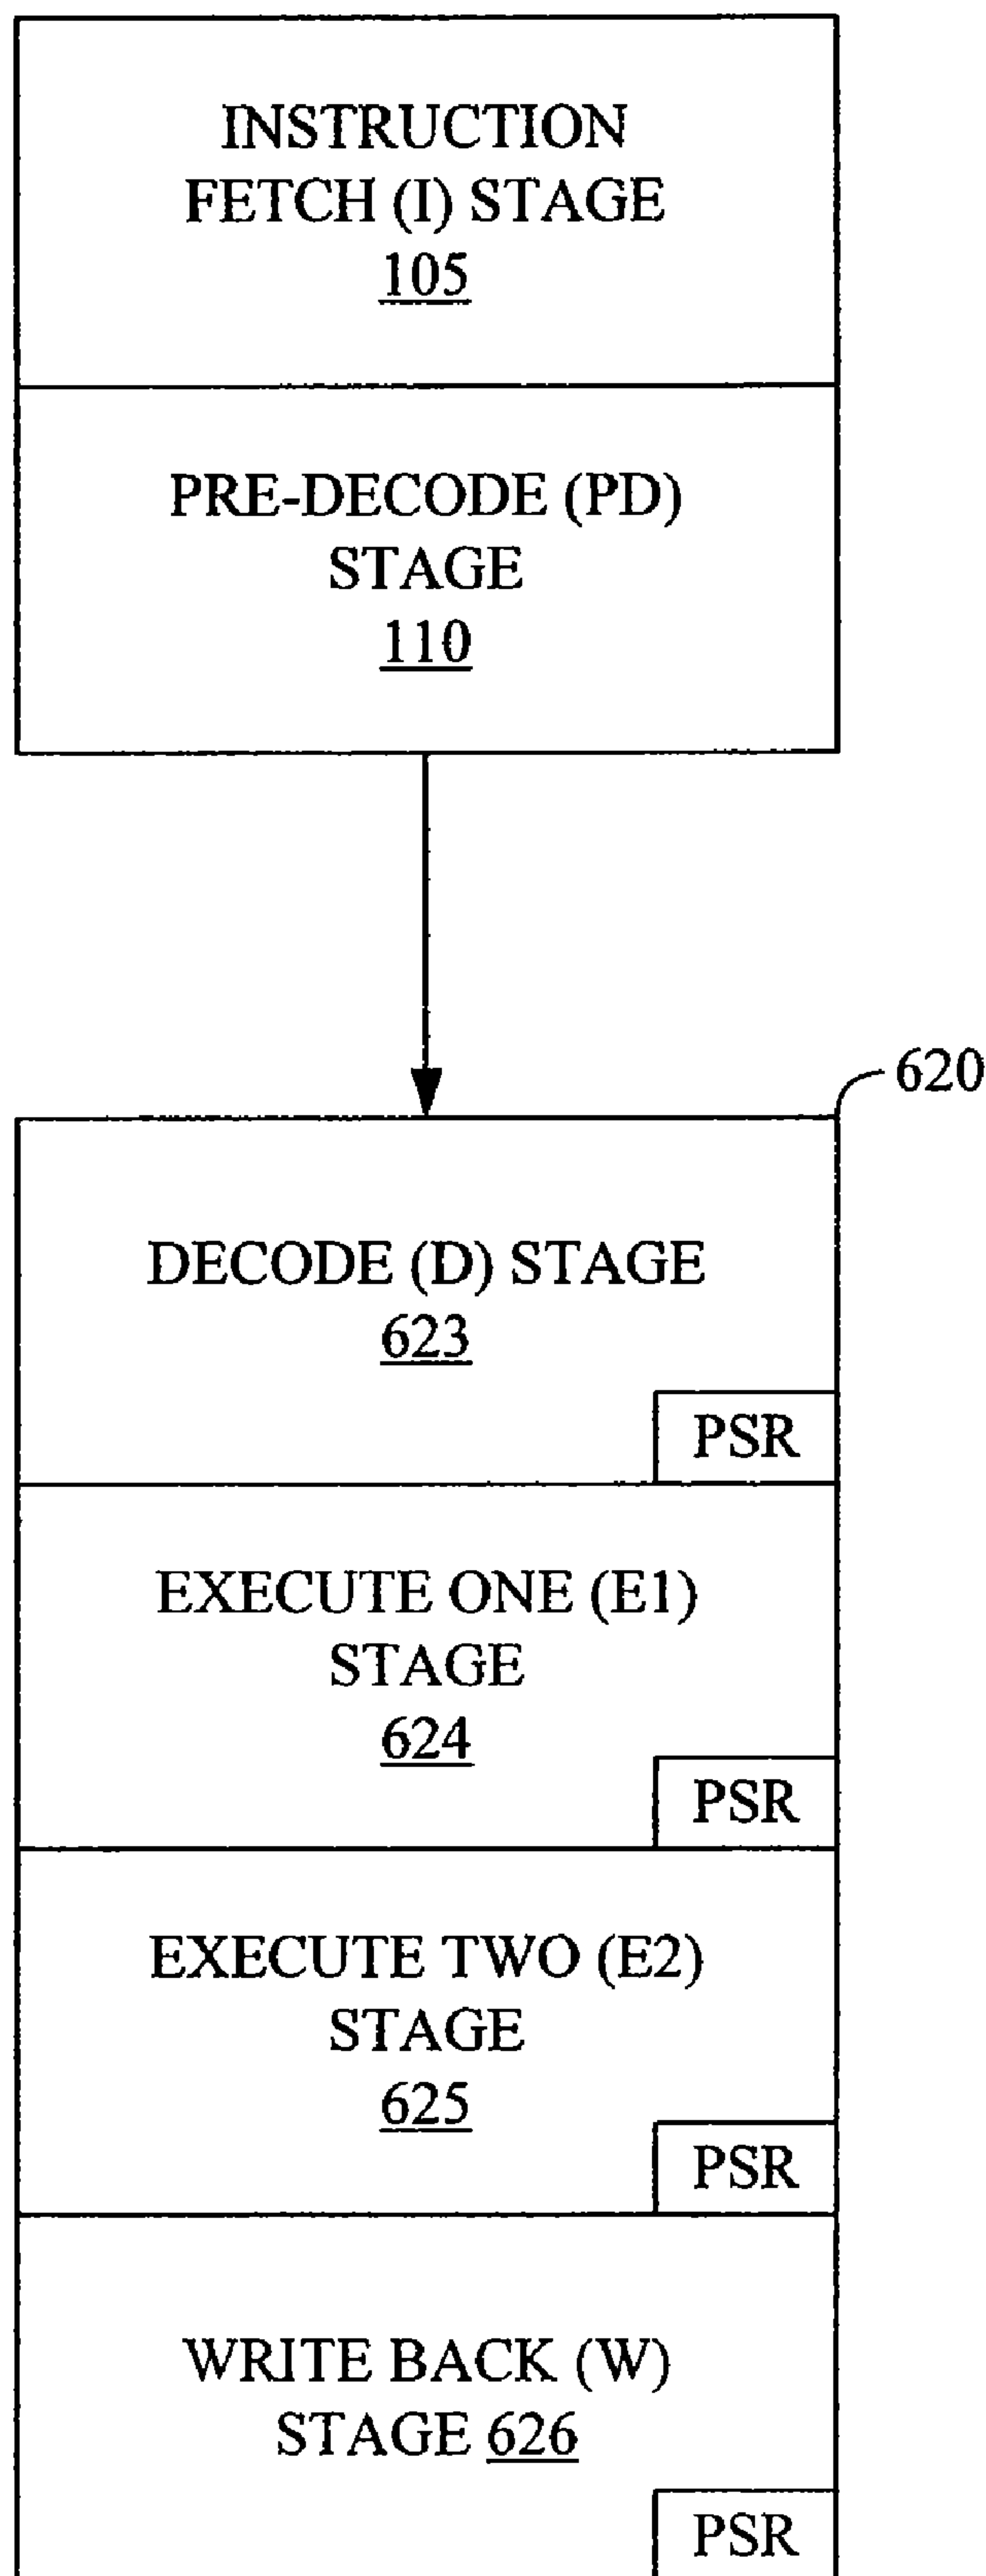 INSTRUCTION
FETCH (I) STAGE
105
PRE-DECODE (PD)
STAGE
110
620
DECODE (D) STAGE
623
PSR
EXECUTE ONE (E1)
STAGE
624
PSR
EXECUTE TWO (E2)
STAGE
625
PSR
WRITE BACK (W)
STAGE 626
PSR